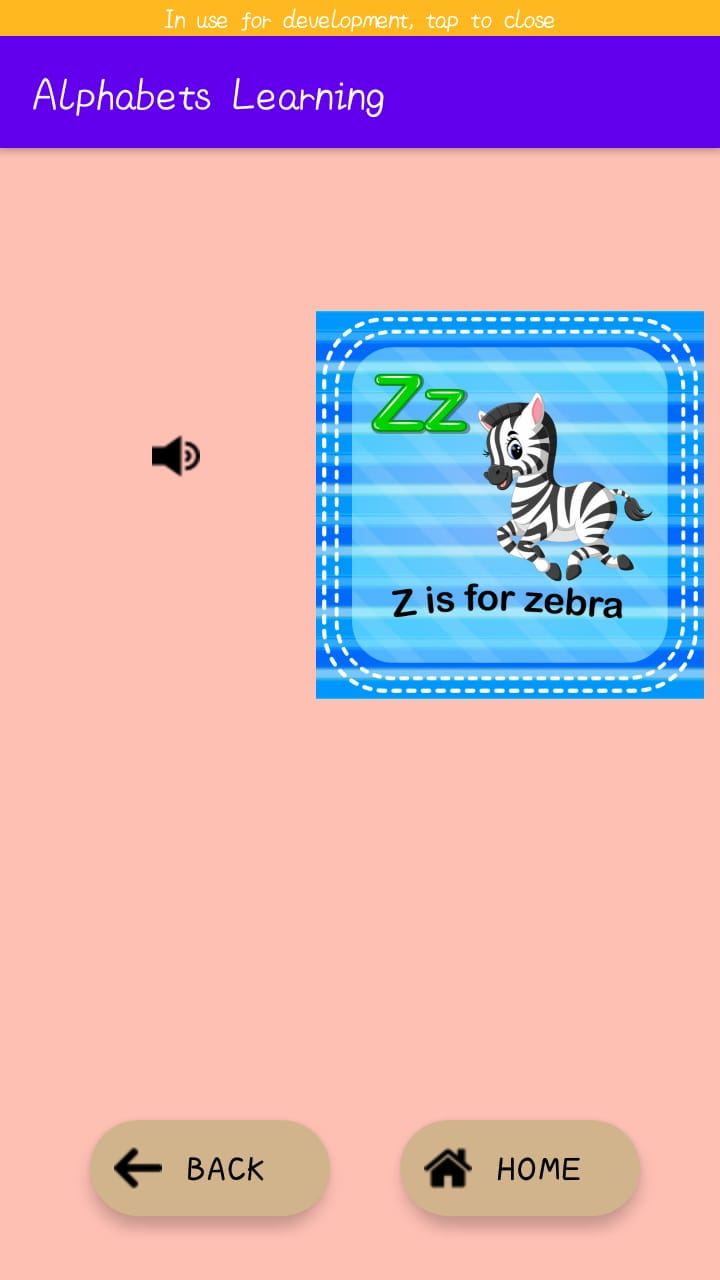 In use for development, tap to close
Alphabets Learning
Zz
Z is for zebra
BACK
HOME